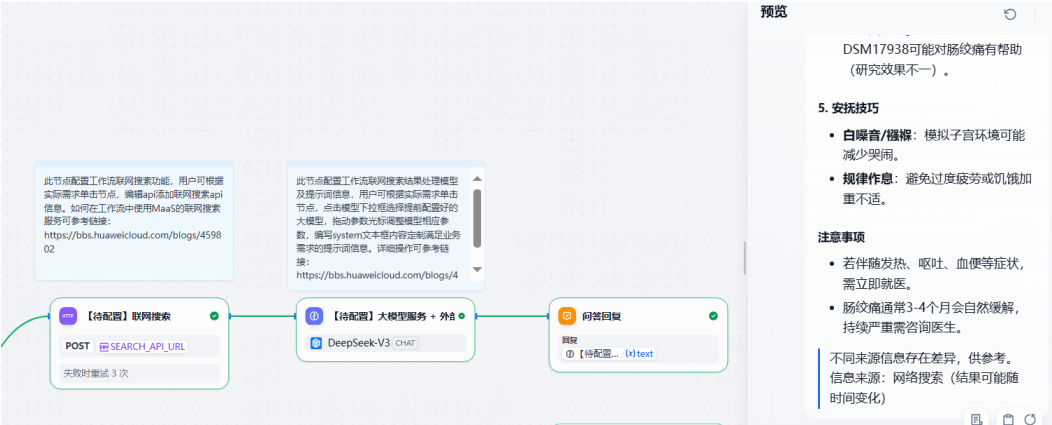 此节点配置工作流联网搜索功能，用户可根据
实际需求单击节点，编辑api添加联网搜索api
信息。如何在工作流中使用MaaS的联网搜索
服务可参考链接：
https://bbs.huaweicloud.com/blogs/4598
02
此节点配置工作流联网搜索结果处理模型
及提示词信息，用户可根据实际需求单击
节点，点击模型下拉框选择提前配置好的
大模型，拖动参数光标调整模型相应参
数，编写system文本框内容定制满足业务
需求的提示词信息。详细操作可参考链
接：
https://bbs.huaweicloud.com/blogs/4
HTTP
【待配置】联网搜索
POST ENV SEARCH_API_URL
失败时重试 3 次
【待配置】大模型服务 + 外部
DeepSeek-V3 CHAT
问答回复
回复
【待配置... {x} text
预览
DSM17938可能对肠绞痛有帮助
（研究效果不一）。
5. 安抚技巧
• 白噪音/襁褓：模拟子宫环境可能
减少哭闹。
• 规律作息：避免过度疲劳或饥饿加
重不适。
注意事项
• 若伴随发热、呕吐、血便等症状，
需立即就医。
• 肠绞痛通常3-4个月会自然缓解，
持续严重需咨询医生。
不同来源信息存在差异，供参考。
信息来源：网络搜索（结果可能随
时间变化）